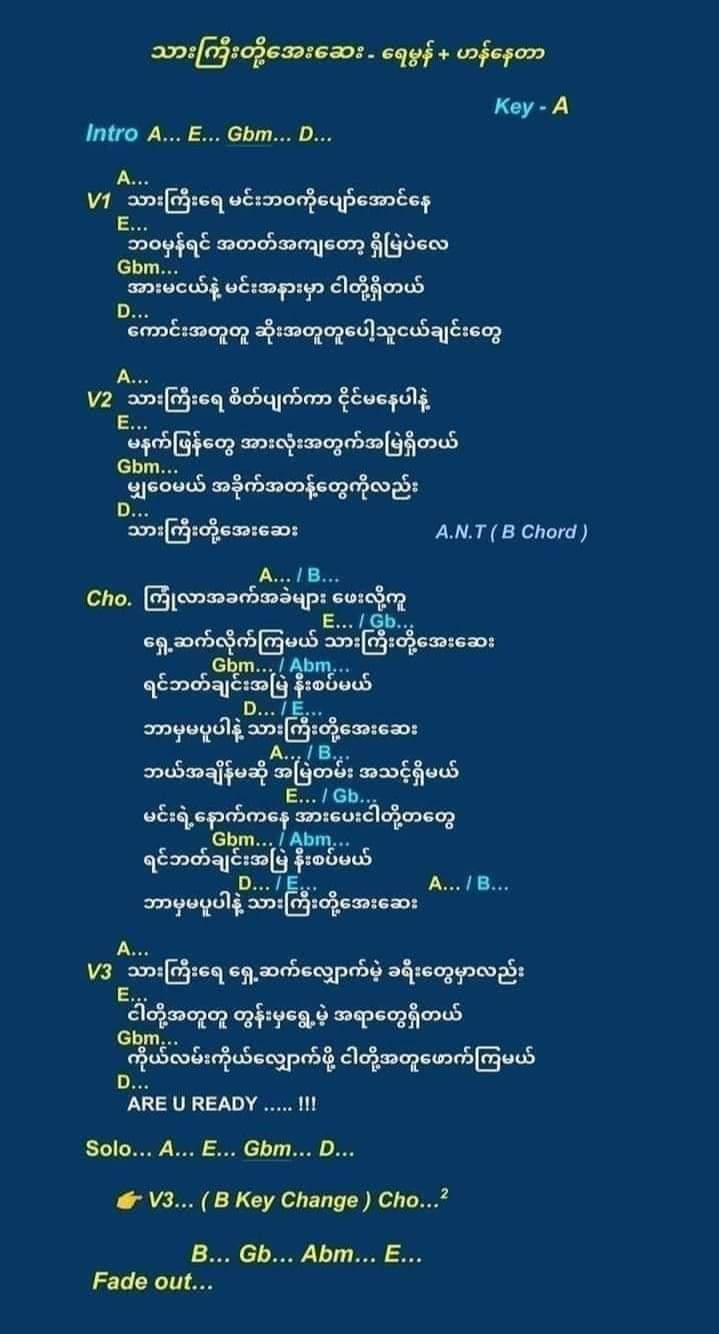 သားကြီးတို့အေးဆေး - ရေမွန် + ဟန်နေတာ
Key - A
Intro A... E... Gbm... D...
A...
V1 သားကြီးရေ မင်းဘဝကိုပျော်အောင်နေ
E...
ဘဝမှန်ရင် အတတ်အကျတော့ ရှိမြဲပဲလေ
Gbm...
အားမငယ်နဲ့ မင်းအနားမှာ ငါတို့ရှိတယ်
D...
ကောင်းအတူတူ ဆိုးအတူတူပေါ့သူငယ်ချင်းတွေ
A...
V2 သားကြီးရေ စိတ်ပျက်ကာ ငိုင်မနေပါနဲ့
E...
မနက်ဖြန်တွေ အားလုံးအတွက်အမြဲရှိတယ်
Gbm...
မျှဝေမယ် အခိုက်အတန့်တွေကိုလည်း
D...
သားကြီးတို့အေးဆေး
A.N.T ( B Chord )
A... / B...
Cho. ကြုံလာအခက်အခဲများ ဖေးလို့ကူ
E... / Gb...
ရှေ့ဆက်လိုက်ကြမယ် သားကြီးတို့အေးဆေး
Gbm... / Abm...
ရင်ဘတ်ချင်းအမြဲ နီးစပ်မယ်
D... / E...
ဘာမှမပူပါနဲ့ သားကြီးတို့အေးဆေး
A... / B...
ဘယ်အချိန်မဆို အမြဲတမ်း အသင့်ရှိမယ်
E... / Gb...
မင်းရဲ့နောက်ကနေ အားပေးငါတို့တတွေ
Gbm... / Abm...
ရင်ဘတ်ချင်းအမြဲ နီးစပ်မယ်
D... / E... A... / B...
ဘာမှမပူပါနဲ့ သားကြီးတို့အေးဆေး
A...
V3 သားကြီးရေ ရှေ့ဆက်လျှောက်မဲ့ ခရီးတွေမှာလည်း
E...
ငါတို့အတူတူ တွန်းမှရွေ့မဲ့ အရာတွေရှိတယ်
Gbm...
ကိုယ်လမ်းကိုယ်လျှောက်ဖို့ ငါတို့အတူဖောက်ကြမယ်
D...
ARE U READY ..... !!!
Solo... A... E... Gbm... D...
👉 V3... ( B Key Change ) Cho...²
B... Gb... Abm... E...
Fade out...